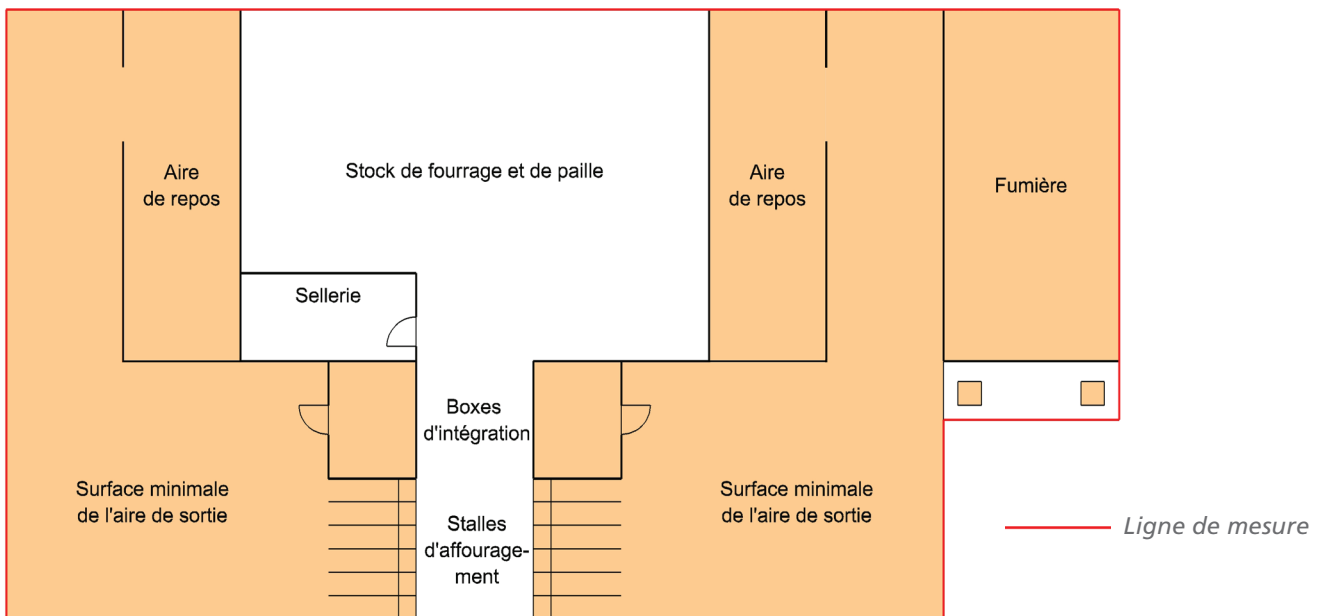 Aire
de repos
Stock de fourrage et de paille
Aire
de repos
Fumière
Sellerie
Boxes
d'intégration
Surface minimale
de l'aire de sortie
Stalles
d'affourage-
ment
Surface minimale
de l'aire de sortie
Ligne de mesure